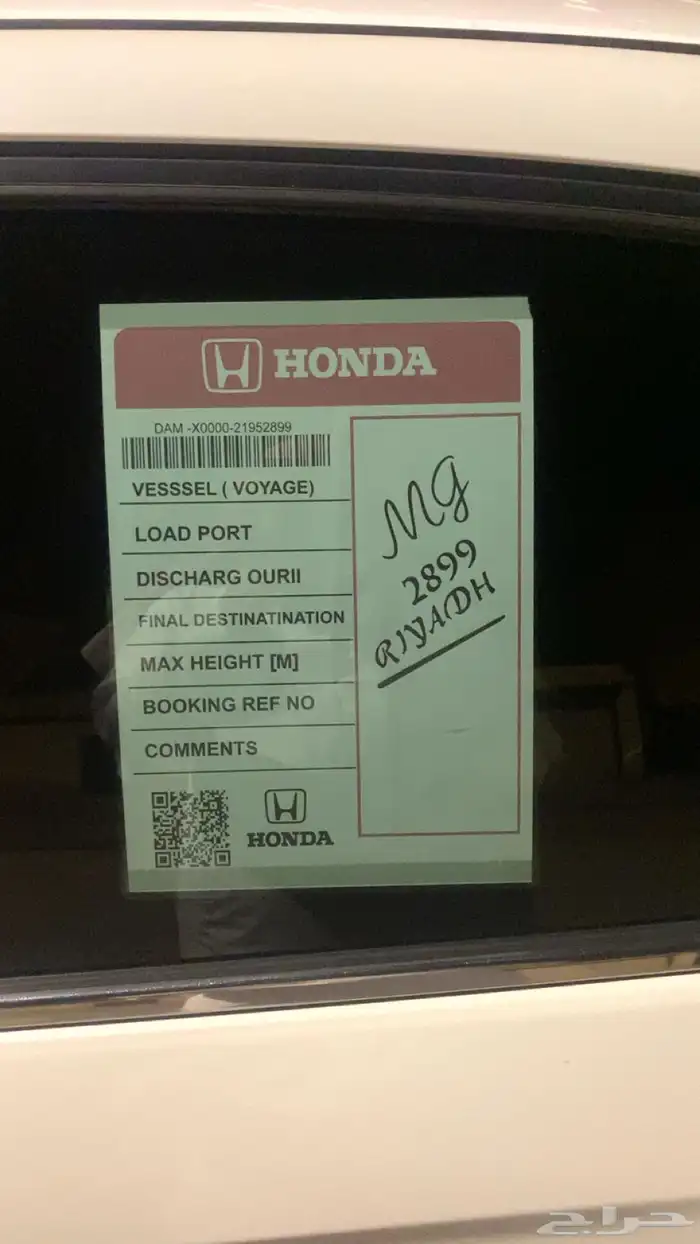 HONDA
DAM -X0000-21952899
VESSSEL ( VOYAGE)
LOAD PORT
DISCHARG OURII
FINAL DESTINATINATION
MAX HEIGHT [M]
BOOKING REF NO
COMMENTS
HONDA
MG
2899
RIYADH
حراج